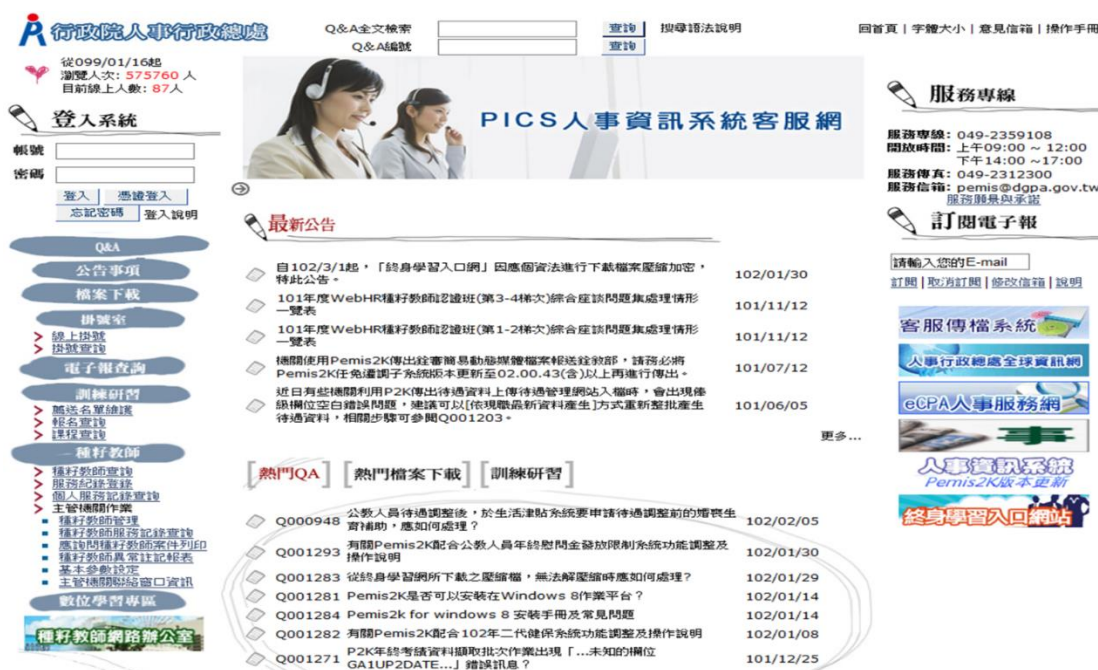 行政院人事行政總處
Q&A全文檢索 查詢 搜尋語法說明
Q&A編號 查詢
回首頁 | 字體大小 | 意見信箱 | 操作手冊
從099/01/16起
瀏覽人次: 575760 人
目前線上人數: 87人
登入系統
帳號
密碼
登入 憑證登入
忘記密碼 登入說明
Q&A
公告事項
檔案下載
掛號室
線上掛號
掛號查詢
電子報查詢
訓練研習
薦送名單維護
報名查詢
課程查詢
種籽教師
種籽教師查詢
服務紀錄登錄
個人服務記錄查詢
主管機關作業
種籽教師管理
種籽教師服務記錄查詢
應詢問種籽教師案件列印
種籽教師異常註記報表
基本參數設定
主管機關聯絡窗口資訊
數位學習專區
種籽教師網路辦公室
PICS人事資訊系統客服網
最新公告
自102/3/1起,「終身學習入口網」因應個資法進行下載檔案壓縮加密,
特此公告。
102/01/30
101年度WebHR種籽教師認證班(第3-4梯次)綜合座談問題集處理情形
一覽表
101/11/12
101年度WebHR種籽教師認證班(第1-2梯次)綜合座談問題集處理情形
一覽表
101/11/12
機關使用Pemis2K傳出銓審簡易動態媒體檔案報送銓敘部,請務必將
Pemis2K任免遷調子系統版本更新至02.00.43(含)以上再進行傳出。
101/07/12
近日有些機關利用P2K傳出待遇資料上傳待遇管理網站入檔時,會出現俸
級欄位空白錯誤問題,建議可以[依現職最新資料產生]方式重新整批產生
待遇資料,相關步驟可參閱Q001203。
101/06/05
更多...
熱門QA 熱門檔案下載 訓練研習
Q000948 公教人員待遇調整後,於生活津貼系統要申請待遇調整前的婚喪生
育補助,應如何處理?
102/02/05
Q001293 有關Pemis2K配合公教人員年終慰問金發放限制系統功能調整及
操作說明
102/01/30
Q001283 從終身學習網所下載之壓縮檔,無法解壓縮時應如何處理? 102/01/29
Q001281 Pemis2K是否可以安裝在Windows 8作業平台? 102/01/14
Q001284 Pemis2k for windows 8 安裝手冊及常見問題 102/01/14
Q001282 有關Pemis2K配合102年二代健保系統功能調整及操作說明 102/01/08
Q001271 P2K年終考績資料擷取批次作業出現「...未知的欄位
GA1UP2DATE...」錯誤訊息?
101/12/25
服務專線
服務專線: 049-2359108
開放時間: 上午09:00 ~ 12:00
下午14:00 ~17:00
服務傳真: 049-2312300
服務信箱: pemis@dgpa.gov.tw
服務願景與承諾
訂閱電子報
請輸入您的E-mail
訂閱 | 取消訂閱 | 修改信箱 | 說明
客服傳檔系統
人事行政總處全球資訊網
eCPA人事服務網
事
人事資訊系統
Pemis2K版本更新
終身學習入口網站